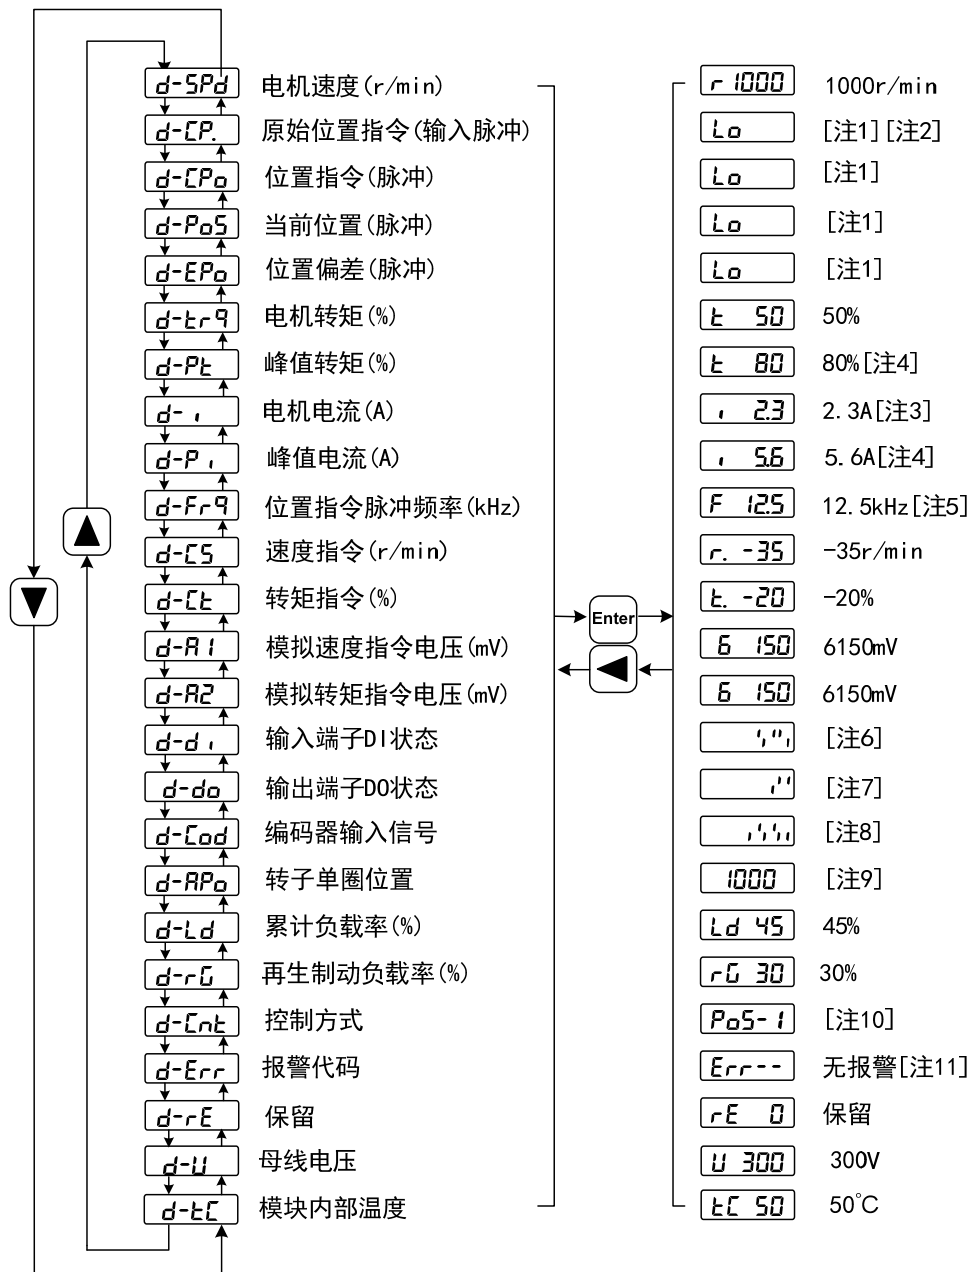 d-SPd 电机速度(r/min) r 1000 1000r/min
d-CP. 原始位置指令(输入脉冲) Lo [注1][注2]
d-CPo 位置指令(脉冲) Lo [注1]
d-PoS 当前位置(脉冲) Lo [注1]
d-EPo 位置偏差(脉冲) Lo [注1]
d-trq 电机转矩(%) t 50 50%
d-Pt 峰值转矩(%) t 80 80%[注4]
d- i 电机电流(A) i 2.3 2.3A[注3]
d-P i 峰值电流(A) i 5.6 5.6A[注4]
d-Frq 位置指令脉冲频率(kHz) F 12.5 12.5kHz[注5]
d-CS 速度指令(r/min) r. -35 -35r/min
d-Ct 转矩指令(%) t. -20 -20%
Enter
d-A1 模拟速度指令电压(mV) 6 150 6150mV
d-A2 模拟转矩指令电压(mV) 6 150 6150mV
d-d i 输入端子DI状态 [注6]
d-do 输出端子DO状态 [注7]
d-Cod 编码器输入信号 [注8]
d-APo 转子单圈位置 1000 [注9]
d-Ld 累计负载率(%) Ld 45 45%
d-rG 再生制动负载率(%) rG 30 30%
d-Cnt 控制方式 PoS-1 [注10]
d-Err 报警代码 Err-- 无报警[注11]
d-rE 保留 rE 0 保留
d-U 母线电压 U 300 300V
d-tC 模块内部温度 tC 50 50℃